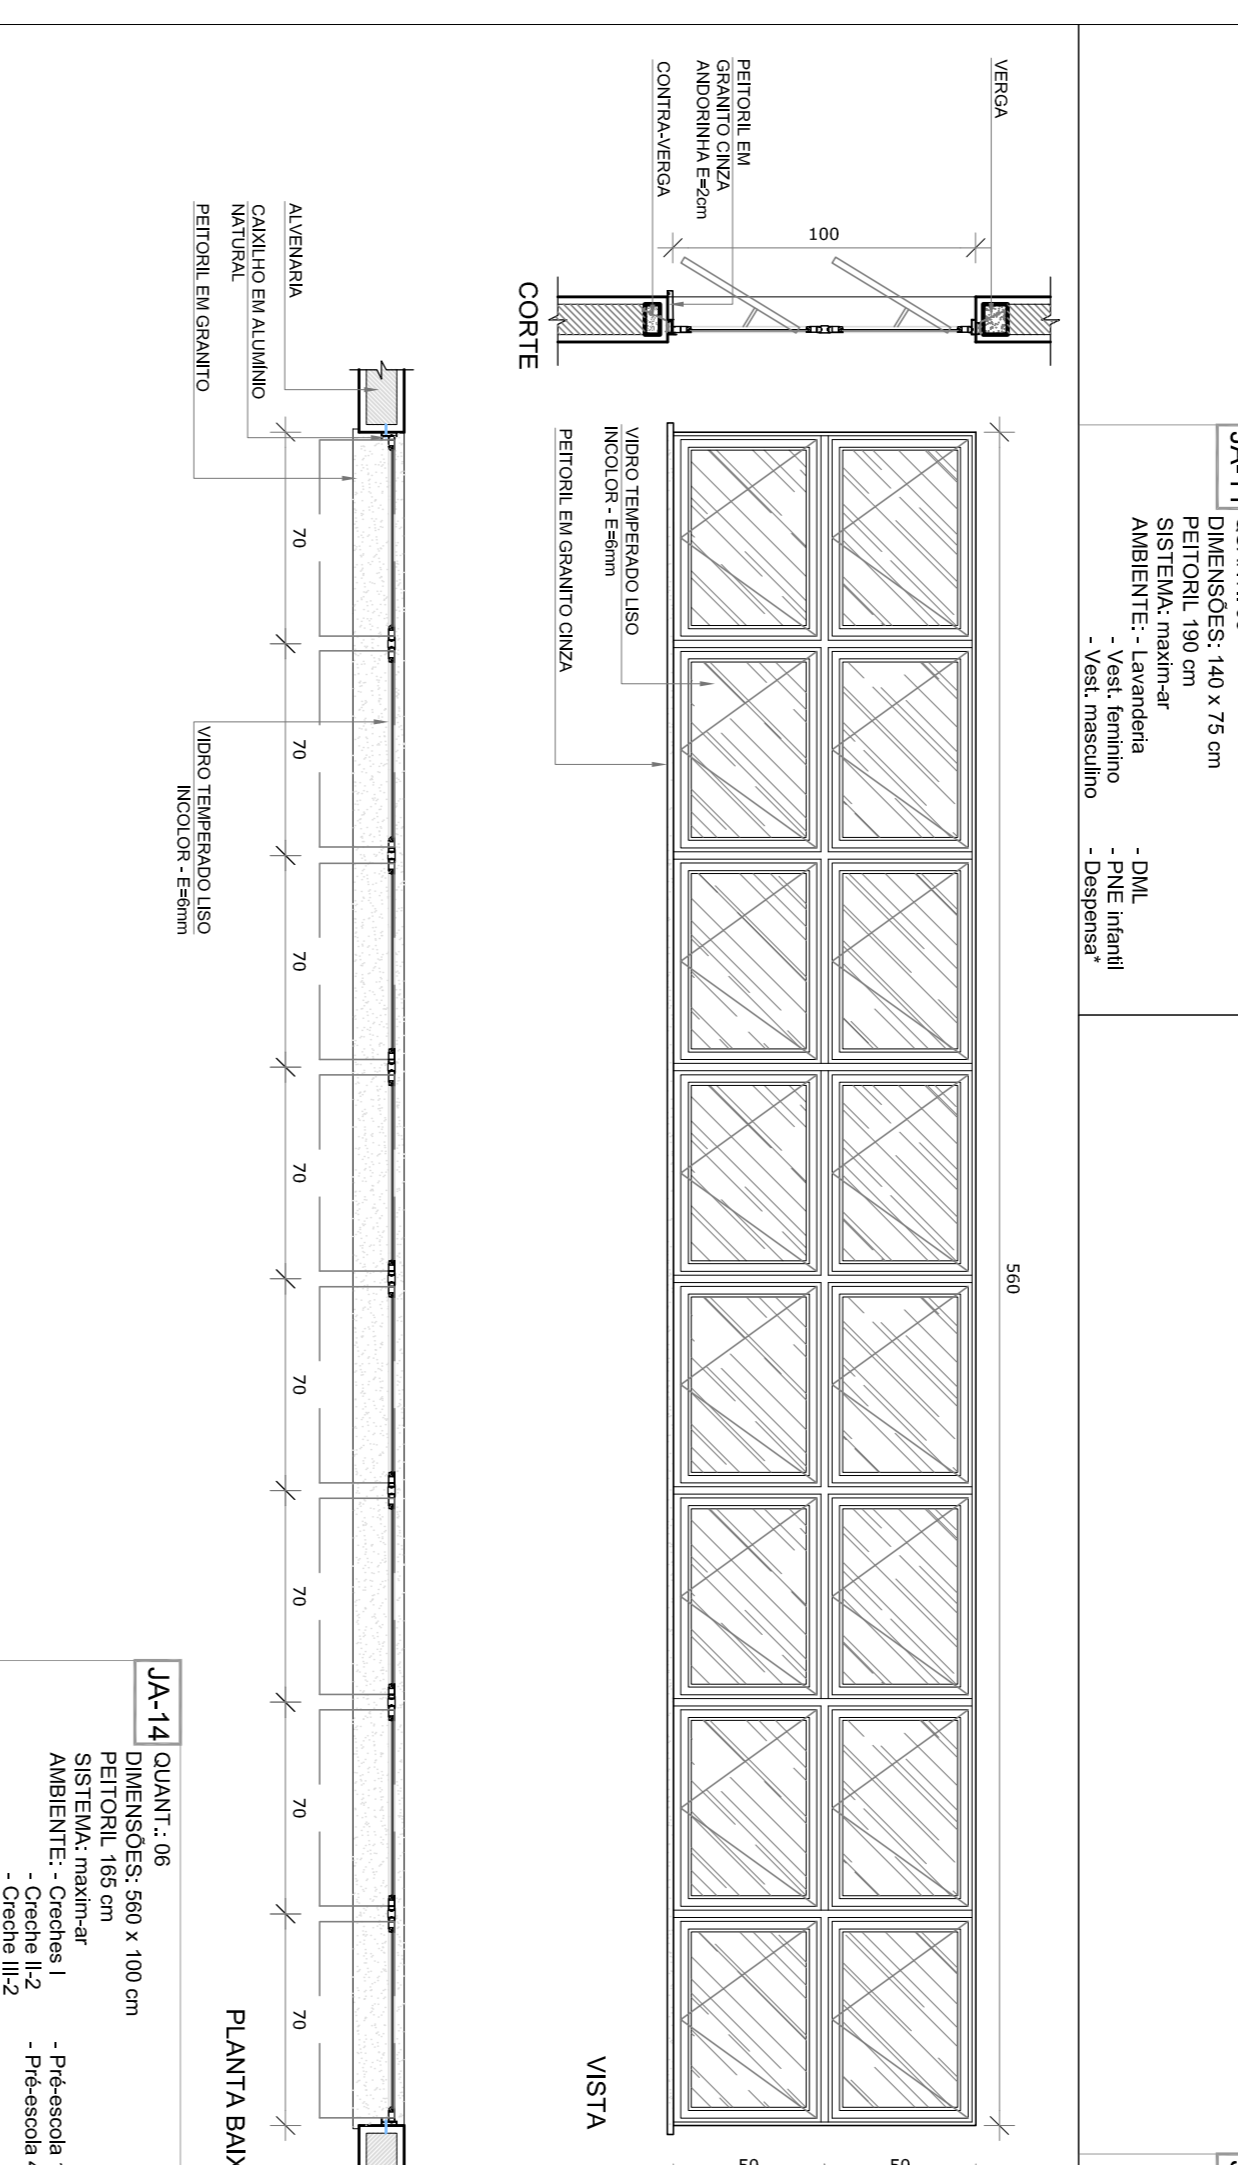 DIMENSÕES: 140 x 75 cm
PEITORIL 190 cm
SISTEMA: maxim-ar
AMBIENTE: - Lavanderia
- DML
- Vest. feminino
- PNE infantil
- Vest. masculino
- Despensa*
VERGA
100
PEITORIL EM
GRANITO CINZA
ANDORINHA E=2cm
CONTRA-VERGA
CORTE
560
VIDRO TEMPERADO LISO
INCOLOR - E=6mm
PEITORIL EM GRANITO CINZA
VISTA
50
50
ALVENARIA
CAIXILHO EM ALUMÍNIO
NATURAL
PEITORIL EM GRANITO
70
70
70
70
70
70
70
70
VIDRO TEMPERADO LISO
INCOLOR - E=6mm
PLANTA
JA-14
QUANT.: 06
DIMENSÕES: 560 x 100 cm
PEITORIL 165 cm
SISTEMA: maxim-ar
AMBIENTE: - Creches I
- Pré-escola
- Creche II-2
- Pré-escola
- Creche III-2